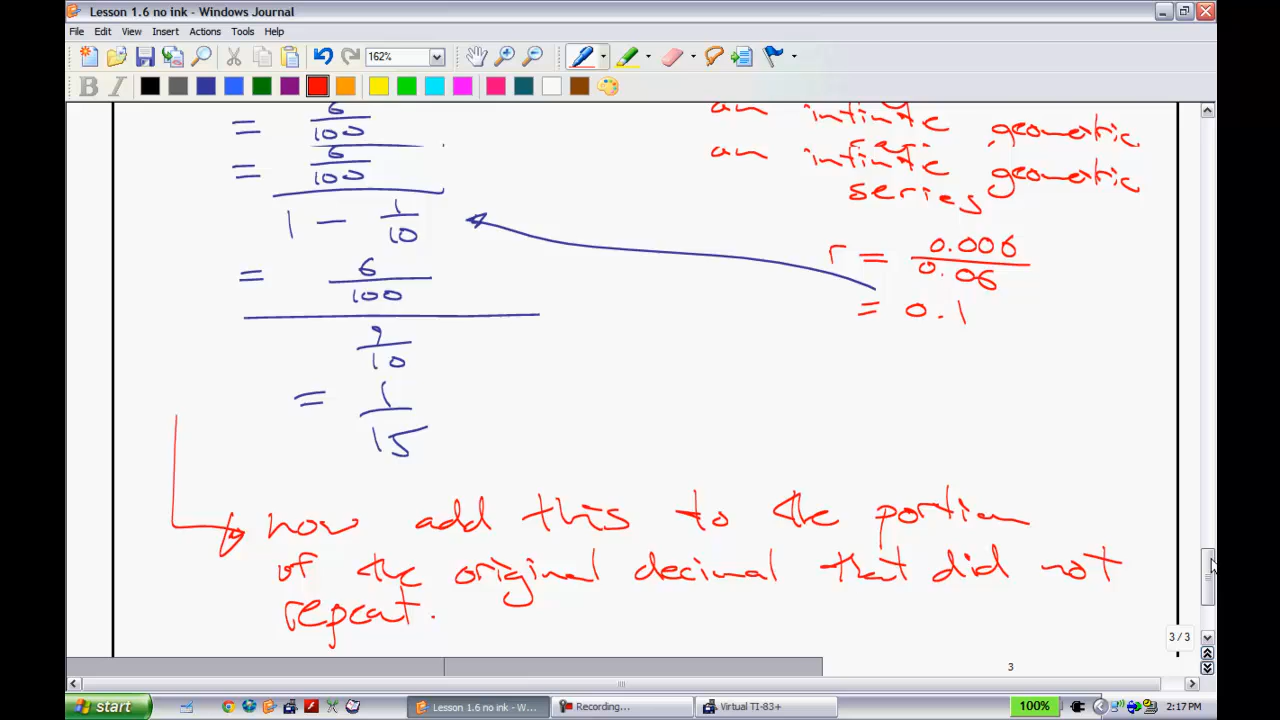 Lesson 1.6 no ink - Windows Journal
File Edit View Insert Actions Tools Help
162%
B I
= 6/100
an infinite geometric
= 6/100
an infinite geometric
series
1 - 1/10
r = 0.006/0.06
= 0.1
= 6/100
9/10
= 1/15
now add this to the portion
of the original decimal that did not
repeat.
3 / 3
3
start
Lesson 1.6 no ink - W...
Recording...
Virtual TI-83+
100%
2:17 PM